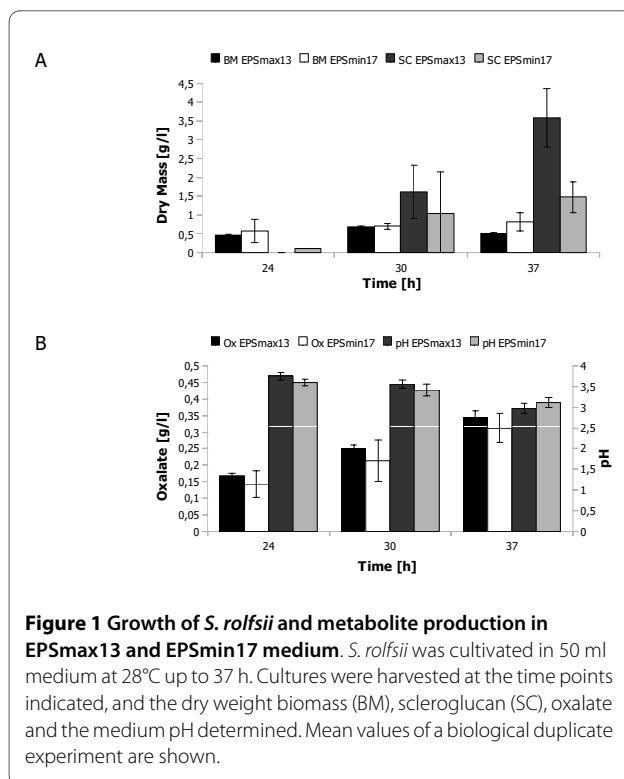 A
BM EPSmax13 BM EPSmin17 SC EPSmax13 SC EPSmin17
4,5
4
3,5
3
2,5
2
1,5
1
0,5
0
Dry Mass [g/l]
24 30 37
Time [h]
B
Ox EPSmax13 Ox EPSmin17 pH EPSmax13 pH EPSmin17
0,5
0,45
0,4
0,35
0,3
0,25
0,2
0,15
0,1
0,05
0
Oxalate [g/l]
4
3,5
3
2,5
2
1,5
1
0,5
0
pH
24 30 37
Time [h]
Figure 1 Growth of S. rolfsii and metabolite production in
EPSmax13 and EPSmin17 medium. S. rolfsii was cultivated in 50 ml
medium at 28°C up to 37 h. Cultures were harvested at the time points
indicated, and the dry weight biomass (BM), scleroglucan (SC), oxalate
and the medium pH determined. Mean values of a biological duplicate
experiment are shown.